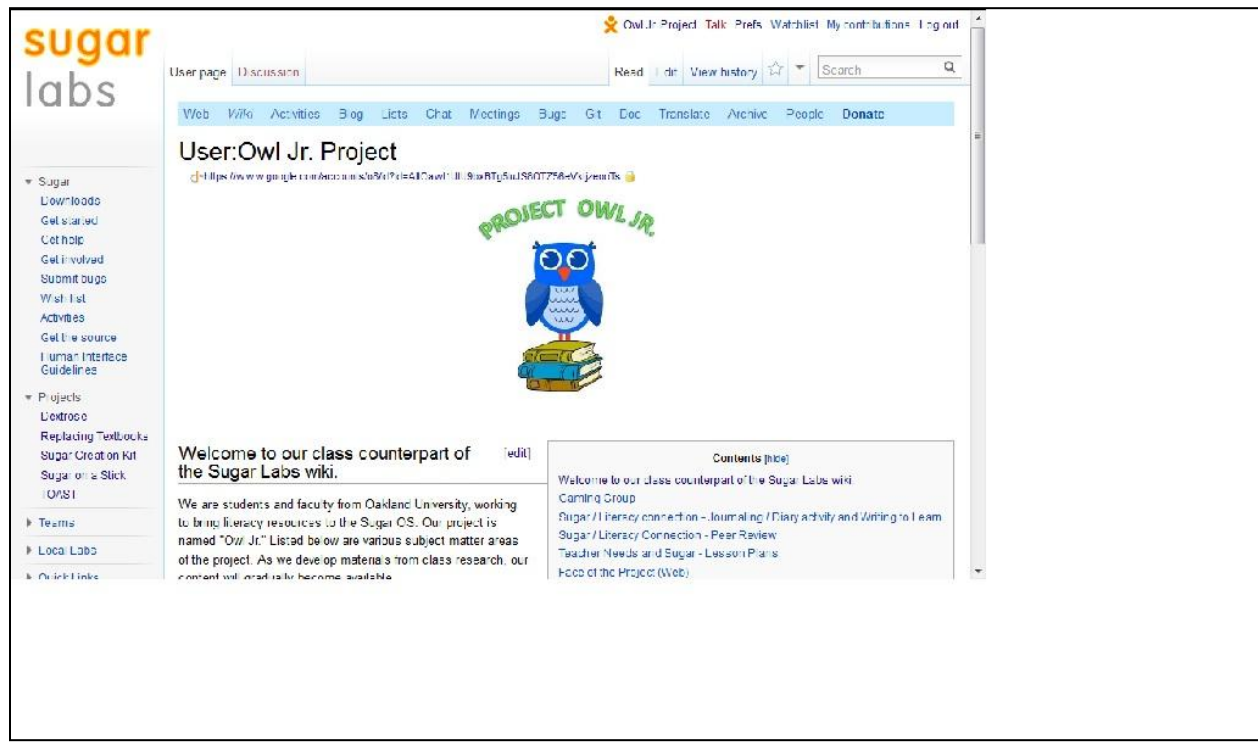 sugar
labs
Owl Jr. Project Talk Prefs Watchlist My contributions Log out
User page Discussion
Read Edit View history Search
Web Wiki Activities Blog Lists Chat Meetings Bugs Git Doc Translate Archive People Donate
User:Owl Jr. Project
PROJECT OWL JR.
Sugar
Downloads
Get started
Get help
Get involved
Submit bugs
Wish list
Activities
Get the source
Human Interface
Guidelines
Projects
Dextrose
Replacing Textbooks
Sugar Creation Kit
Sugar on a Stick
TOAST
Teams
Local Labs
Quick Links
Welcome to our class counterpart of [edit]
the Sugar Labs wiki.
We are students and faculty from Oakland University, working
to bring literacy resources to the Sugar OS. Our project is
named "Owl Jr." Listed below are various subject matter areas
of the project. As we develop materials from class research, our
content will gradually become available
Contents [hide]
Welcome to our class counterpart of the Sugar Labs wiki.
Gaming Group
Sugar / Literacy connection - Journaling / Diary activity and Writing to Learn
Sugar / Literacy Connection - Peer Review
Teacher Needs and Sugar - Lesson Plans
Face of the Project (Web)